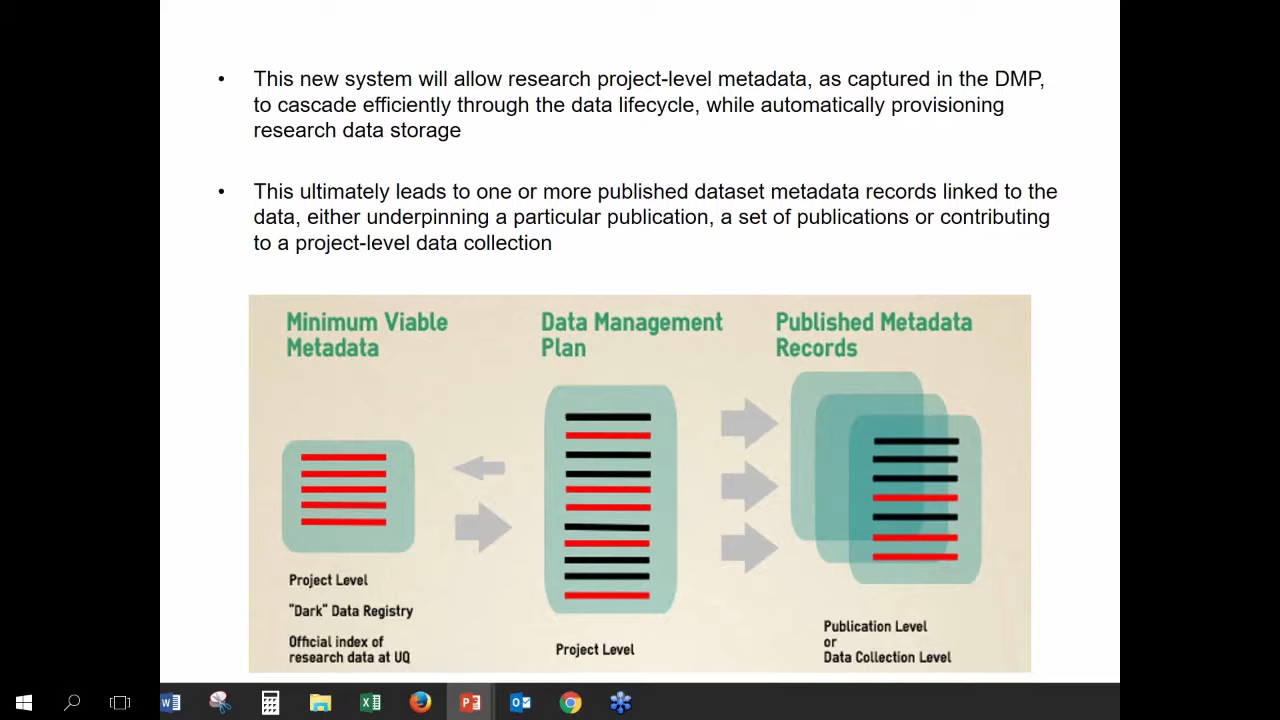 • This new system will allow research project-level metadata, as captured in the DMP,
to cascade efficiently through the data lifecycle, while automatically provisioning
research data storage
• This ultimately leads to one or more published dataset metadata records linked to the
data, either underpinning a particular publication, a set of publications or contributing
to a project-level data collection
Minimum Viable
Metadata
Project Level
"Dark" Data Registry
Official index of
research data at UQ
Data Management
Plan
Project Level
Published Metadata
Records
Publication Level
or
Data Collection Level